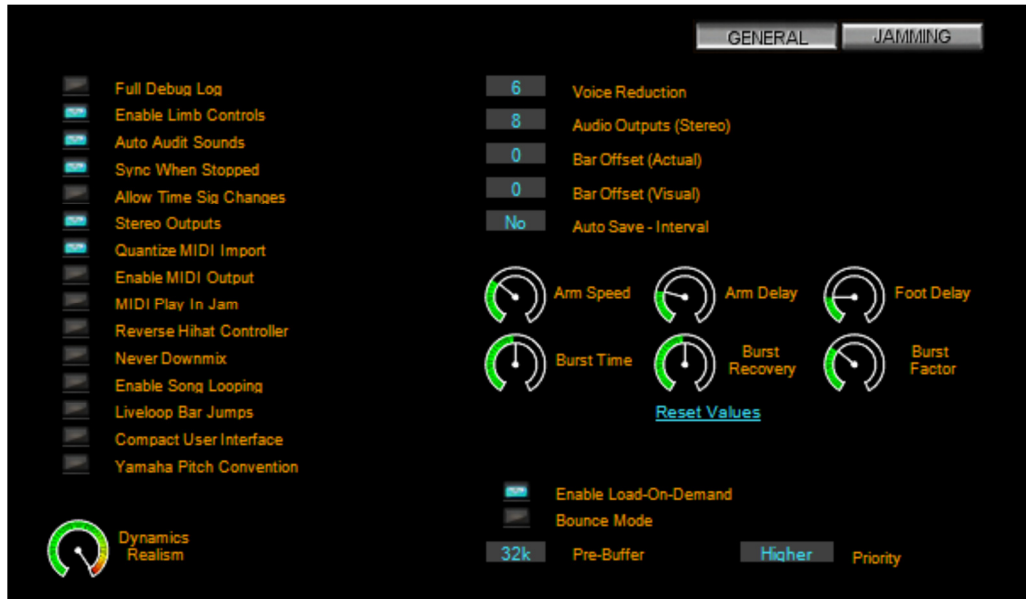 GENERAL JAMMING
Full Debug Log
Enable Limb Controls
Auto Audit Sounds
Sync When Stopped
Allow Time Sig Changes
Stereo Outputs
Quantize MIDI Import
Enable MIDI Output
MIDI Play In Jam
Reverse Hihat Controller
Never Downmix
Enable Song Looping
Liveloop Bar Jumps
Compact User Interface
Yamaha Pitch Convention
Dynamics
Realism
6 Voice Reduction
8 Audio Outputs (Stereo)
0 Bar Offset (Actual)
0 Bar Offset (Visual)
No Auto Save - Interval
Arm Speed Arm Delay Foot Delay
Burst Time
Burst
Recovery
Burst
Factor
Reset Values
Enable Load-On-Demand
Bounce Mode
32k Pre-Buffer Higher Priority